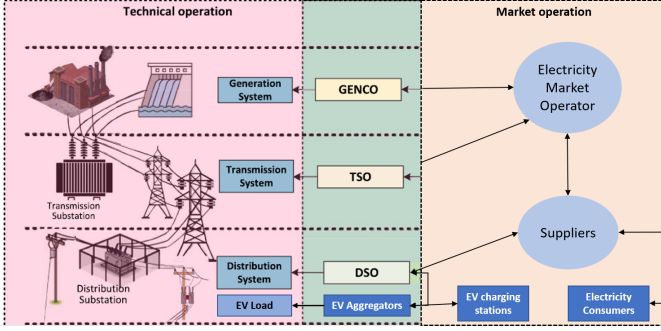 Technical operation
Market operation
Generation
System
GENCO
Electricity
Market
Operator
Transmission
Substation
Transmission
System
TSO
Suppliers
Distribution
Substation
Distribution
System
DSO
EV Load
EV Aggregators
EV charging
stations
Electricity
Consumers